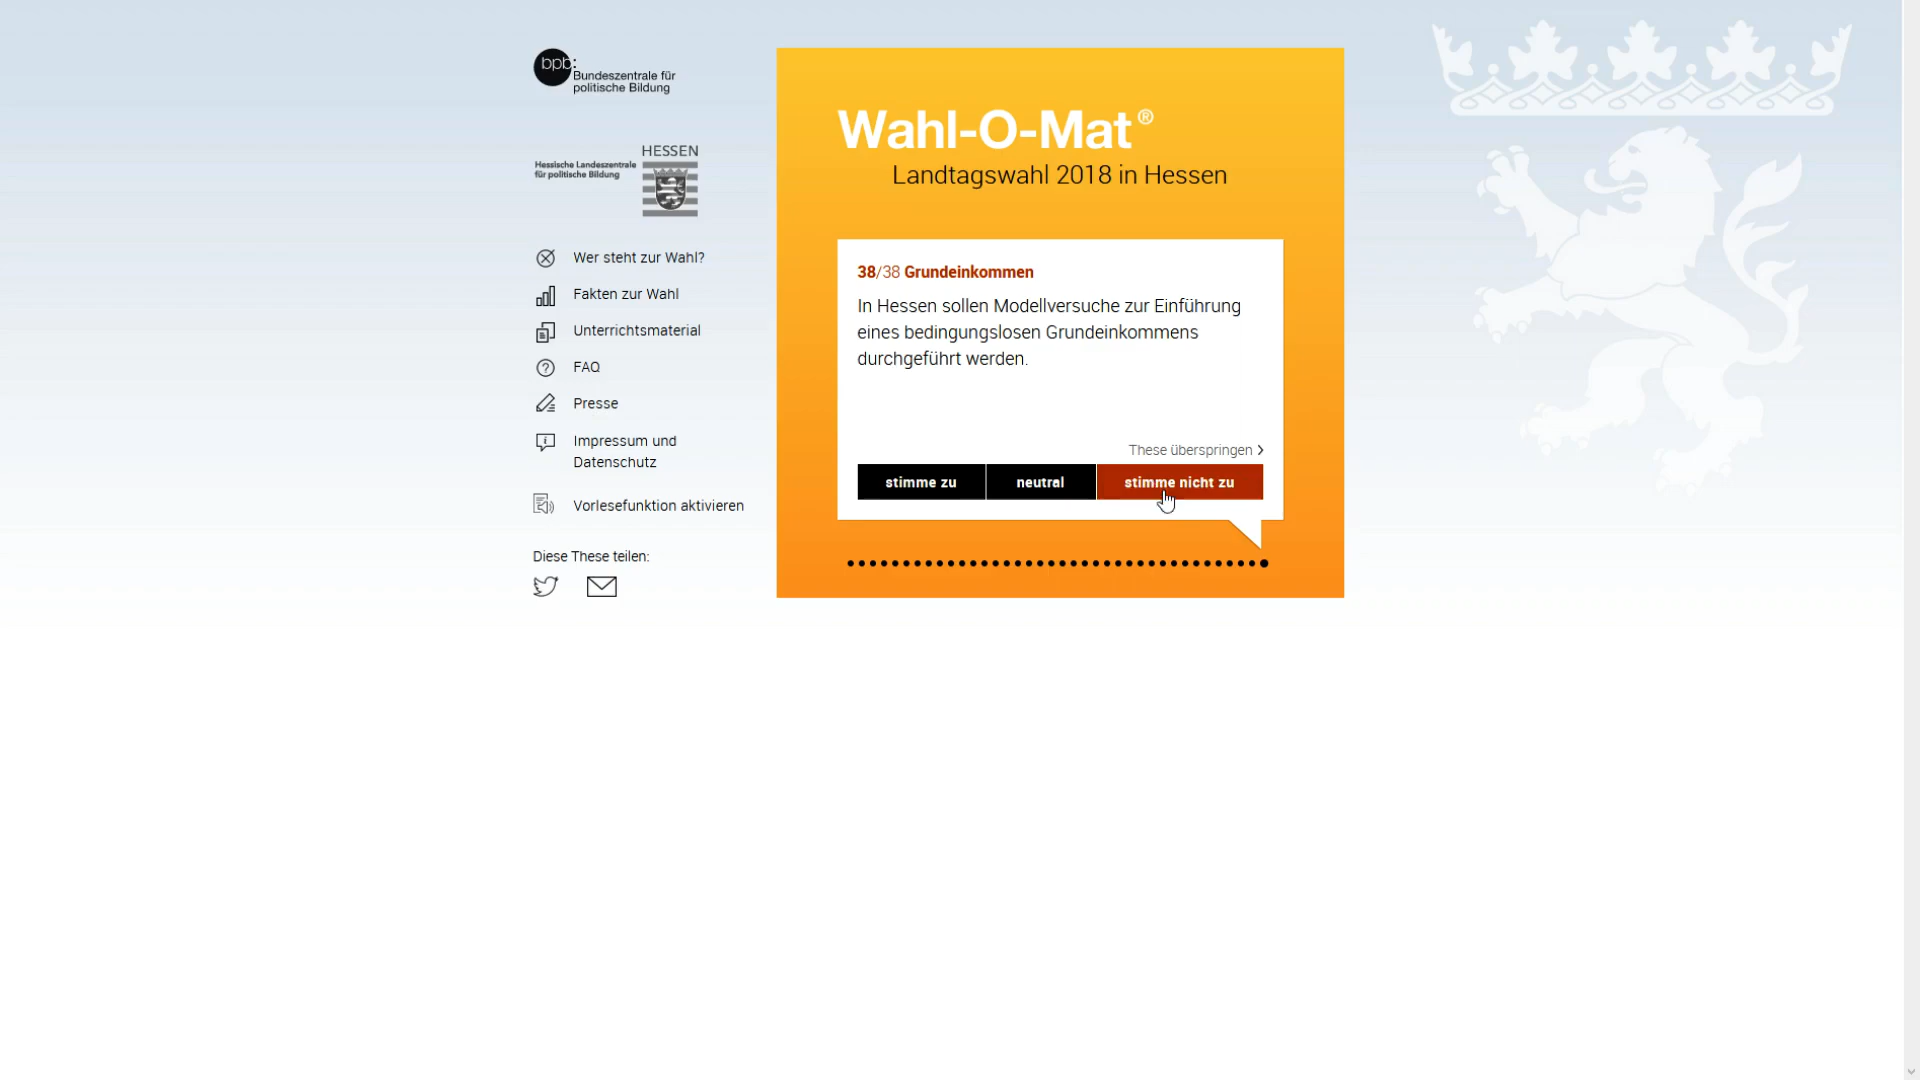 bpb:
Bundeszentrale für
politische Bildung
HESSEN
Hessische Landeszentrale
für politische Bildung
Wer steht zur Wahl?
Fakten zur Wahl
Unterrichtsmaterial
FAQ
Presse
Impressum und
Datenschutz
Vorlesefunktion aktivieren
Diese These teilen:
Wahl-O-Mat®
Landtagswahl 2018 in Hessen
38/38 Grundeinkommen
In Hessen sollen Modellversuche zur Einführung
eines bedingungslosen Grundeinkommens
durchgeführt werden.
These überspringen
stimme zu neutral stimme nicht zu